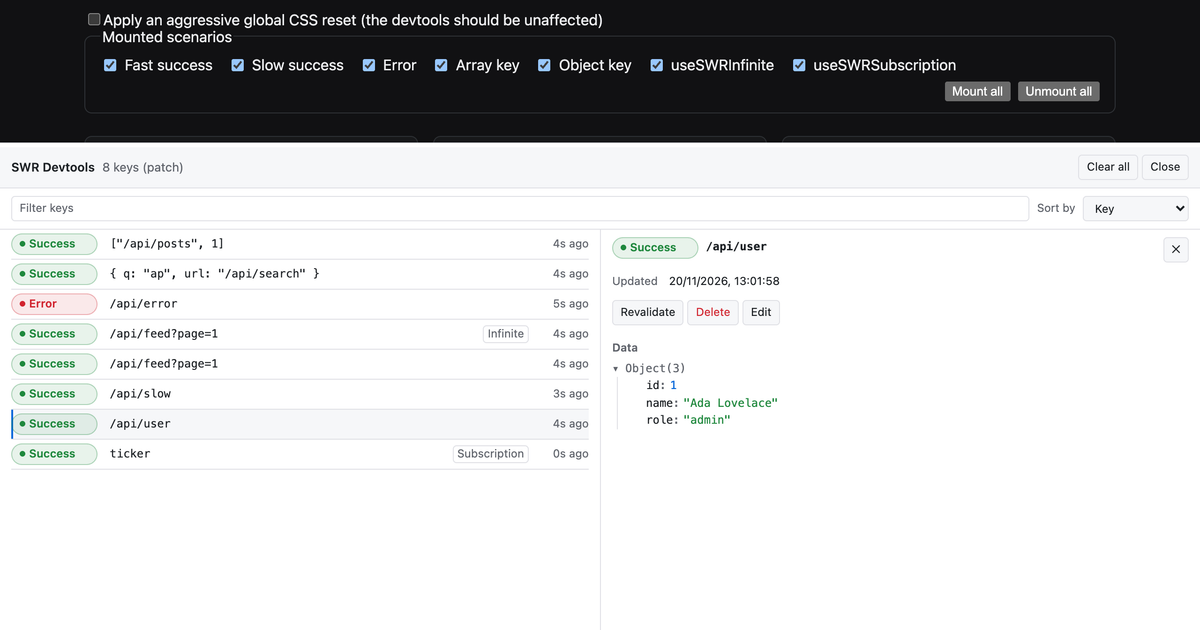 Apply an aggressive global CSS reset (the devtools should be unaffected)
Mounted scenarios
Fast success Slow success Error Array key Object key useSWRInfinite useSWRSubscription
Mount all Unmount all
SWR Devtools 8 keys (patch) Clear all Close
Filter keys Sort by Key
Success ["/api/posts", 1] 4s ago
Success { q: "ap", url: "/api/search" } 4s ago
Error /api/error 5s ago
Success /api/feed?page=1 Infinite 4s ago
Success /api/feed?page=1 4s ago
Success /api/slow 3s ago
Success /api/user 4s ago
Success ticker Subscription 0s ago
Success /api/user ×
Updated 20/11/2026, 13:01:58
Revalidate Delete Edit
Data
▾ Object(3)
id: 1
name: "Ada Lovelace"
role: "admin"